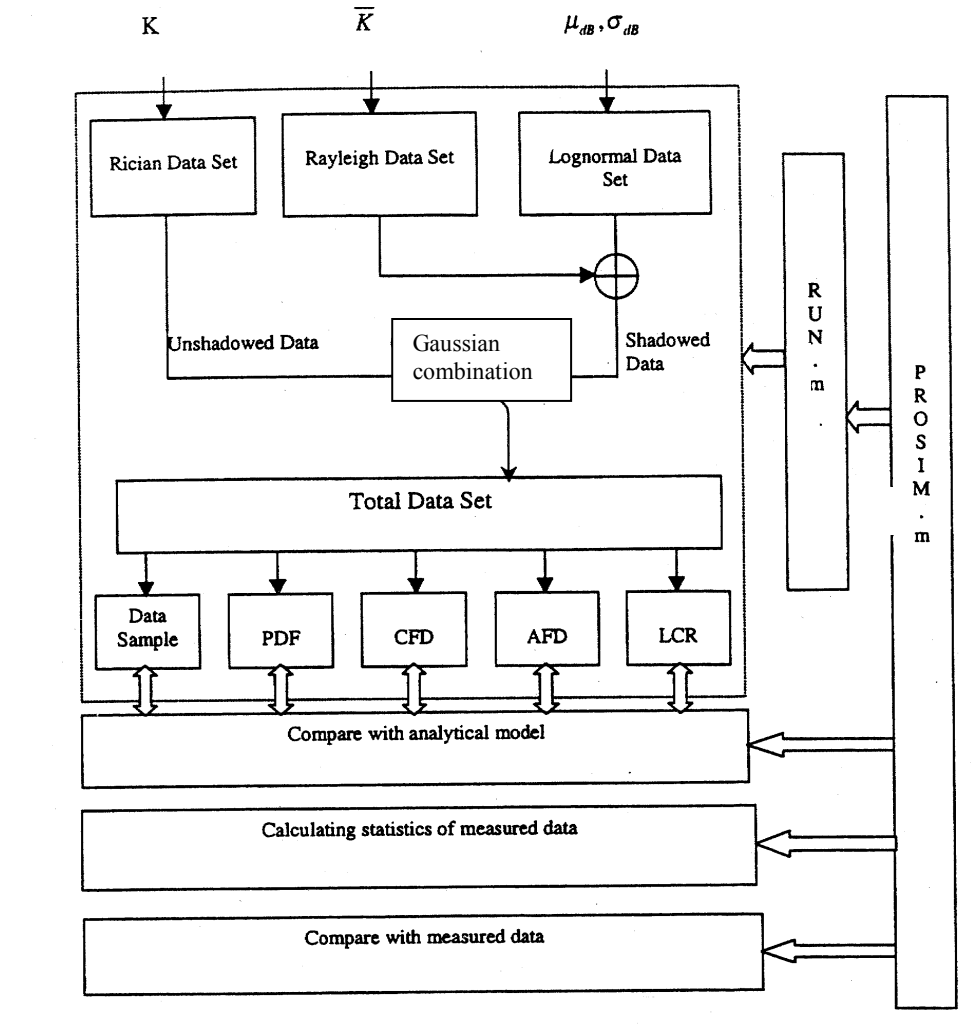 K
K̅
μdB, σdB
Rician Data Set
Rayleigh Data Set
Lognormal Data
Set
Unshadowed Data
Gaussian
combination
Shadowed
Data
Total Data Set
Data
Sample
PDF
CFD
AFD
LCR
Compare with analytical model
Calculating statistics of measured data
Compare with measured data
R
U
N
.
m
P
R
O
S
I
M
.
m